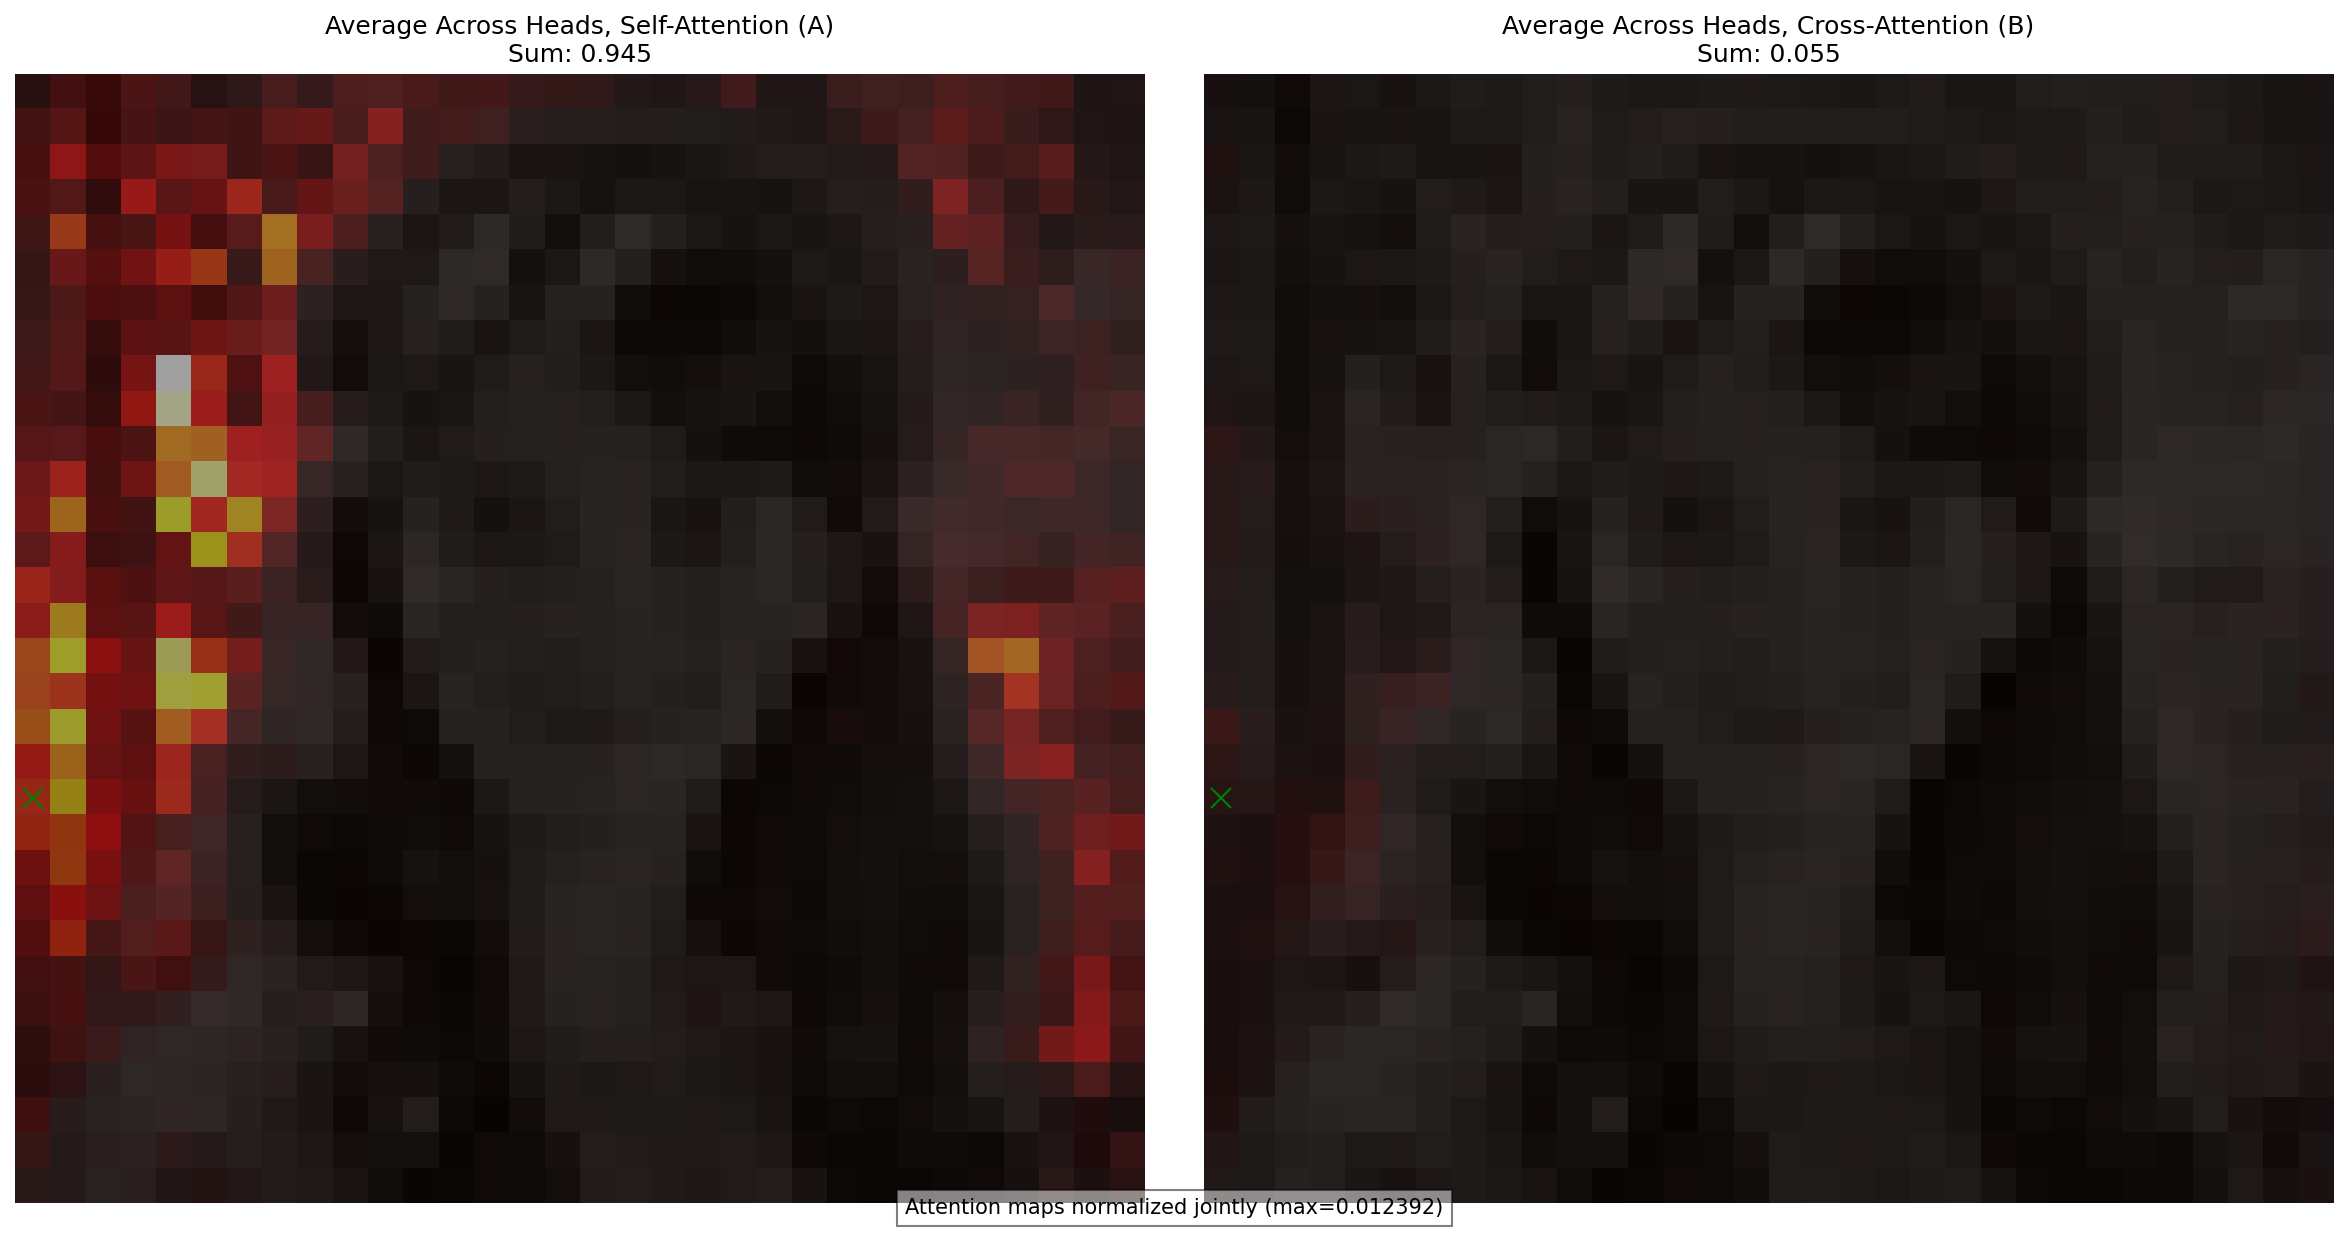 Average Across Heads, Self-Attention (A)
Sum: 0.945
Average Across Heads, Cross-Attention (B)
Sum: 0.055
Attention maps normalized jointly (max=0.012392)